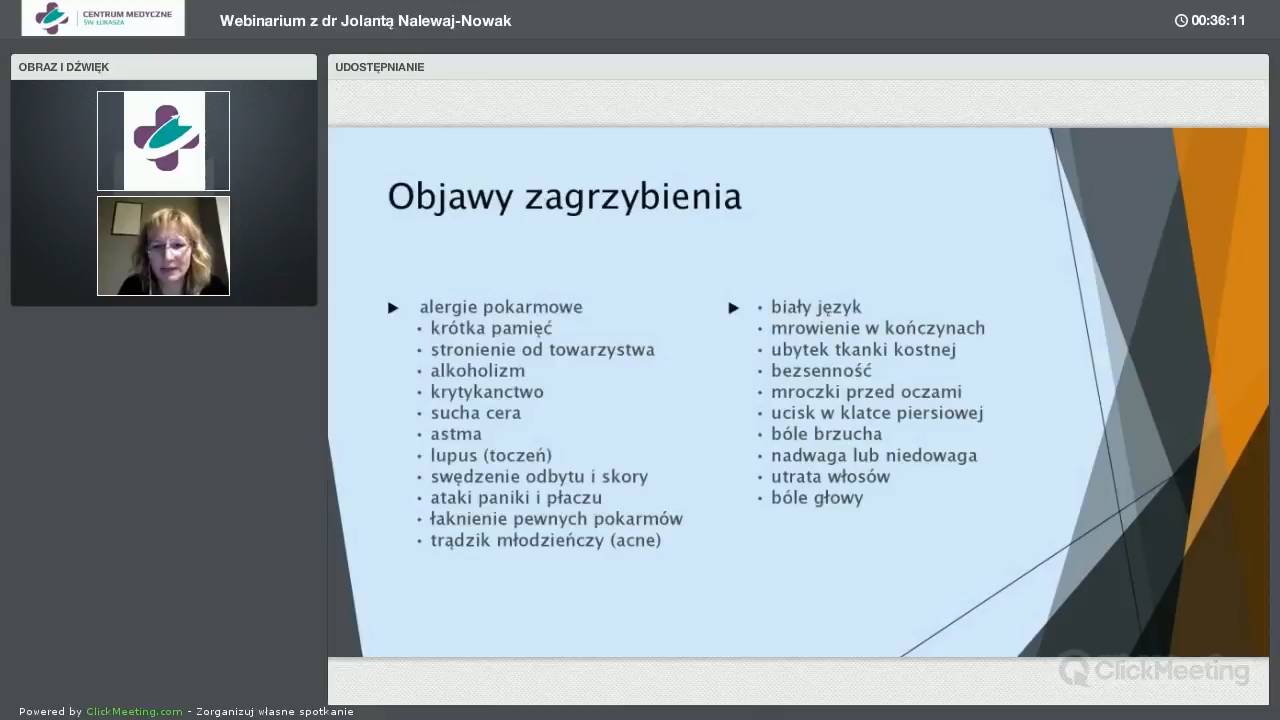 CENTRUM MEDYCZNE
ŚW. ŁUKASZA
Webinarium z dr Jolantą Nalewaj-Nowak
00:36:11
OBRAZ I DŹWIĘK
UDOSTĘPNIANIE
Objawy zagrzybienia
alergie pokarmowe
• krótka pamięć
• stronienie od towarzystwa
• alkoholizm
• krytykanctwo
• sucha cera
• astma
• lupus (toczeń)
• swędzenie odbytu i skory
• ataki paniki i płaczu
• łaknienie pewnych pokarmów
• trądzik młodzieńczy (acne)
• biały język
• mrowienie w kończynach
• ubytek tkanki kostnej
• bezsenność
• mroczki przed oczami
• ucisk w klatce piersiowej
• bóle brzucha
• nadwaga lub niedowaga
• utrata włosów
• bóle głowy
ClickMeeting
Powered by ClickMeeting.com - Zorganizuj własne spotkanie